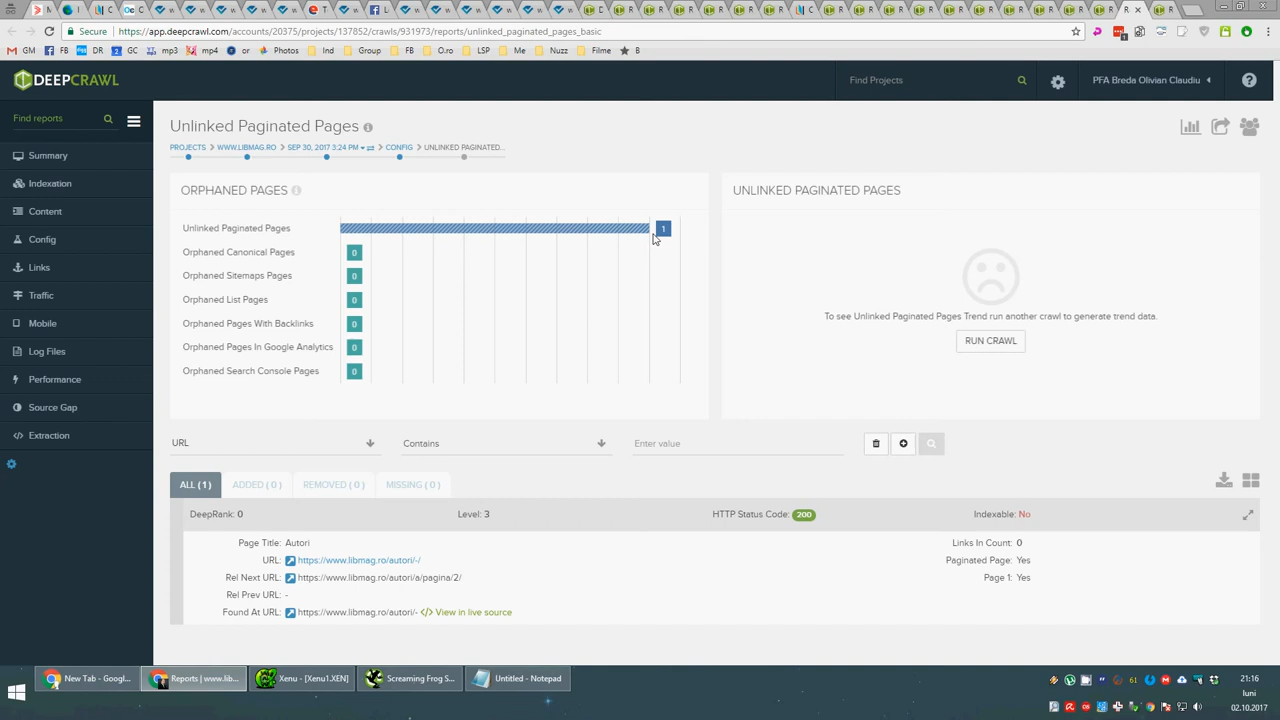 M
I
C
Oc
T
L
D
R
R
R
R
LC
R
R
R
R
Secure
https://app.deepcrawl.com/accounts/20375/projects/137852/crawls/931973/reports/unlinked_paginated_pages_basic
GM FB DR GC mp3 mp4 or Photos Ind Group FB O.ro LSP Me Nuzz Filme B
DEEPCRAWL
Find Projects
PFA Breda Olivian Claudiu
Find reports
Summary
Indexation
Content
Config
Links
Traffic
Mobile
Log Files
Performance
Source Gap
Extraction
Unlinked Paginated Pages
PROJECTS > WWW.LIBMAG.RO > SEP 30, 2017 3:24 PM > CONFIG > UNLINKED PAGINATED...
ORPHANED PAGES
Unlinked Paginated Pages 1
Orphaned Canonical Pages 0
Orphaned Sitemaps Pages 0
Orphaned List Pages 0
Orphaned Pages With Backlinks 0
Orphaned Pages In Google Analytics 0
Orphaned Search Console Pages 0
UNLINKED PAGINATED PAGES
To see Unlinked Paginated Pages Trend run another crawl to generate trend data.
RUN CRAWL
URL Contains Enter value
ALL ( 1 ) ADDED ( 0 ) REMOVED ( 0 ) MISSING ( 0 )
DeepRank: 0 Level: 3 HTTP Status Code: 200 Indexable: No
Page Title: Autori Links In Count: 0
URL: https://www.libmag.ro/autori/-/ Paginated Page: Yes
Rel Next URL: https://www.libmag.ro/autori/a/pagina/2/ Page 1: Yes
Rel Prev URL: -
Found At URL: https://www.libmag.ro/autori/- </> View in live source
New Tab - Googl... Reports | www.lib... Xenu - [Xenu1.XEN] Screaming Frog S... Untitled - Notepad
61
21:16
luni
02.10.2017